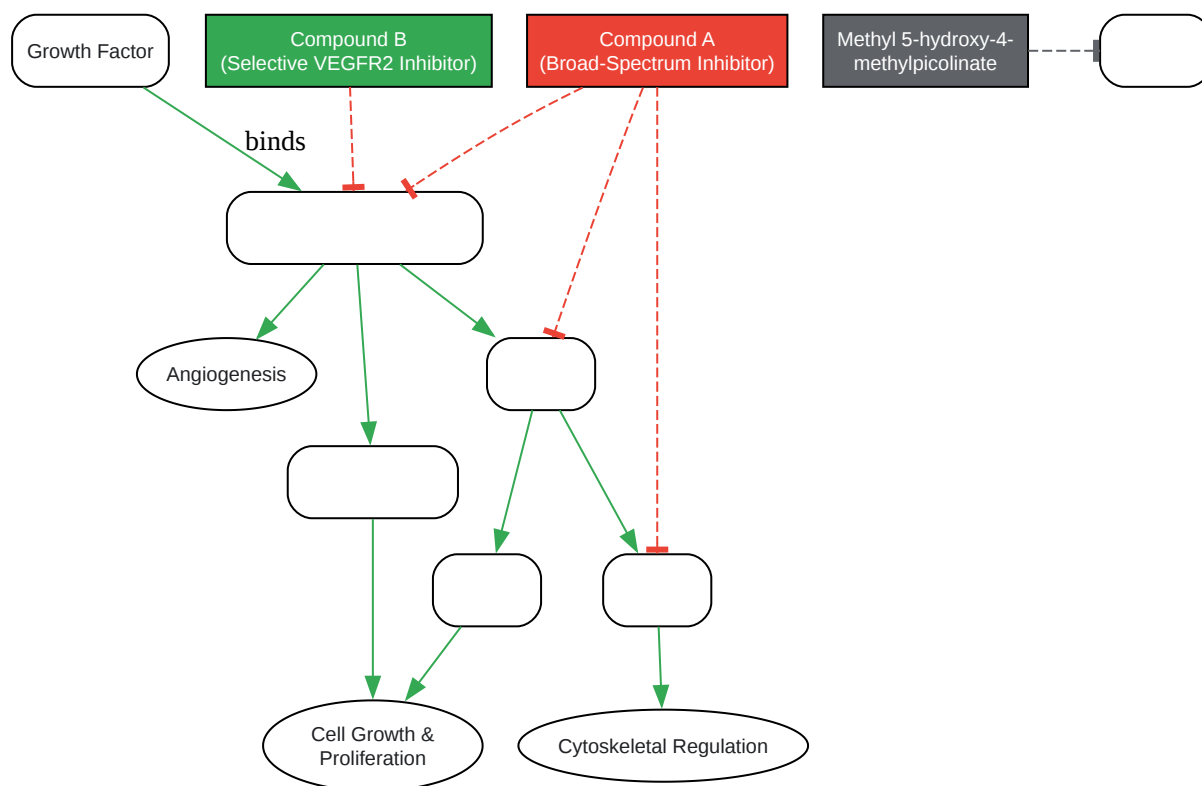 Growth Factor
Compound B
(Selective VEGFR2 Inhibitor)
Compound A
(Broad-Spectrum Inhibitor)
Methyl 5-hydroxy-4-
methylpicolinate
binds
Angiogenesis
Cell Growth &
Proliferation
Cytoskeletal Regulation